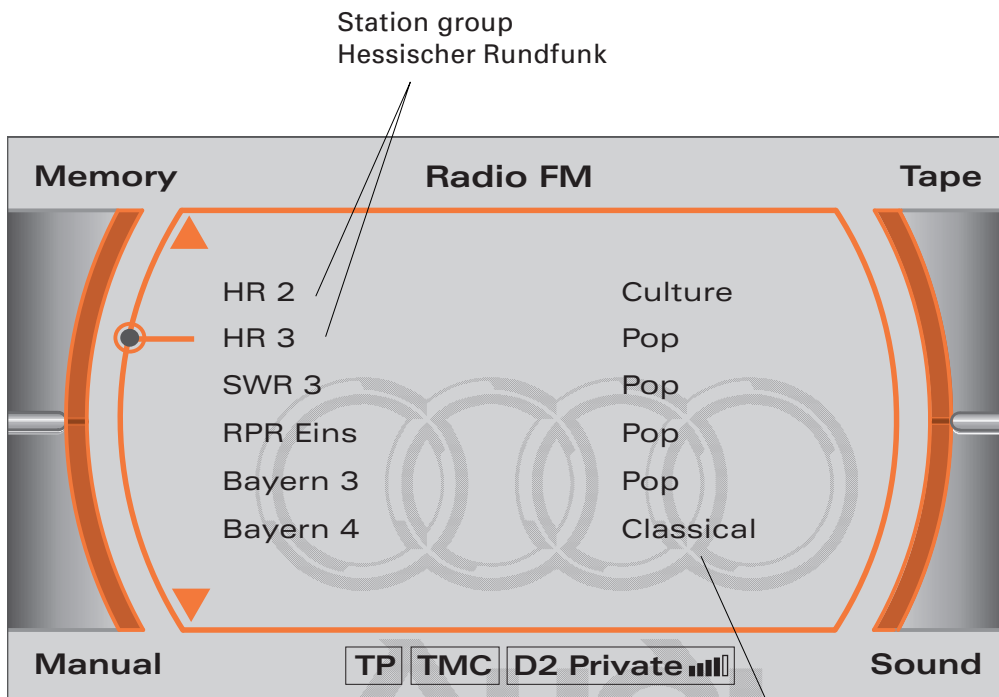 Station group
Hessischer Rundfunk
Memory Radio FM Tape
HR 2 Culture
HR 3 Pop
SWR 3 Pop
RPR Eins Pop
Bayern 3 Pop
Bayern 4 Classical
Manual TP TMC D2 Private Sound